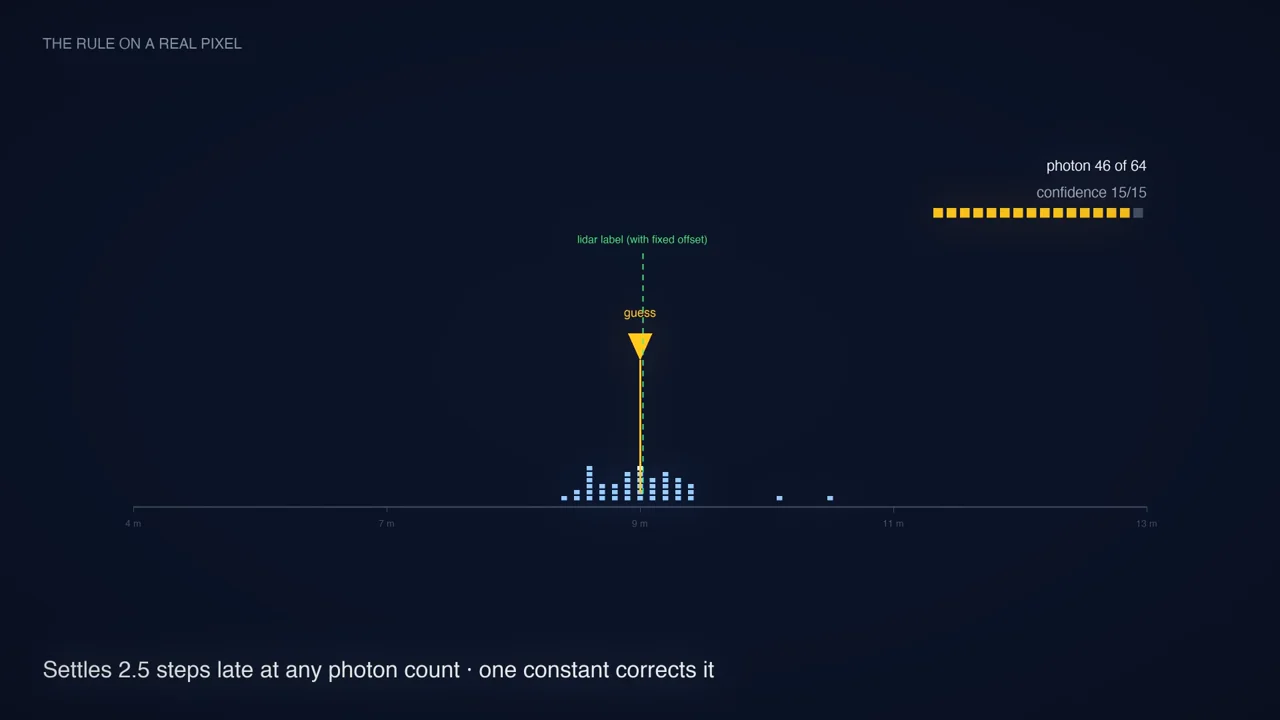 THE RULE ON A REAL PIXEL
photon 46 of 64
confidence 15/15
lidar label (with fixed offset)
guess
4 m
7 m
9 m
11 m
13 m
Settles 2.5 steps late at any photon count · one constant corrects it